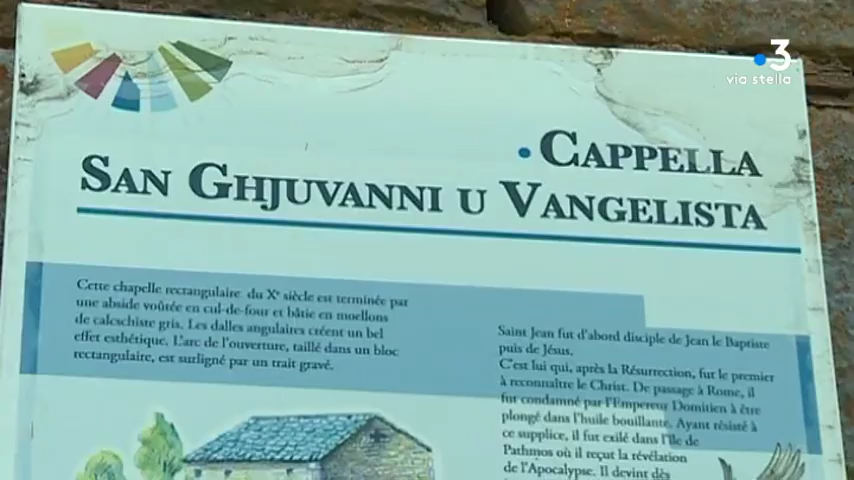 3
via stella
• CAPPELLA
SAN GHJUVANNI U VANGELISTA
Cette chapelle rectangulaire du Xe siècle est terminée par
une abside voûtée en cul-de-four et bâtie en moellons
de calcschiste gris. Les dalles angulaires créent un bel
effet esthétique. L'arc de l'ouverture, taillé dans un bloc
rectangulaire, est surligné par un trait gravé.
Saint Jean fut d'abord disciple de Jean le Baptiste
puis de Jésus.
C'est lui qui, après la Résurrection, fut le premier
à reconnaître le Christ. De passage à Rome, il
fut condamné par l'Empereur Domitien à être
plongé dans l'huile bouillante. Ayant résisté à
ce supplice, il fut exilé dans l'île de
Pathmos où il reçut la révélation
de l'Apocalypse. Il devint dès